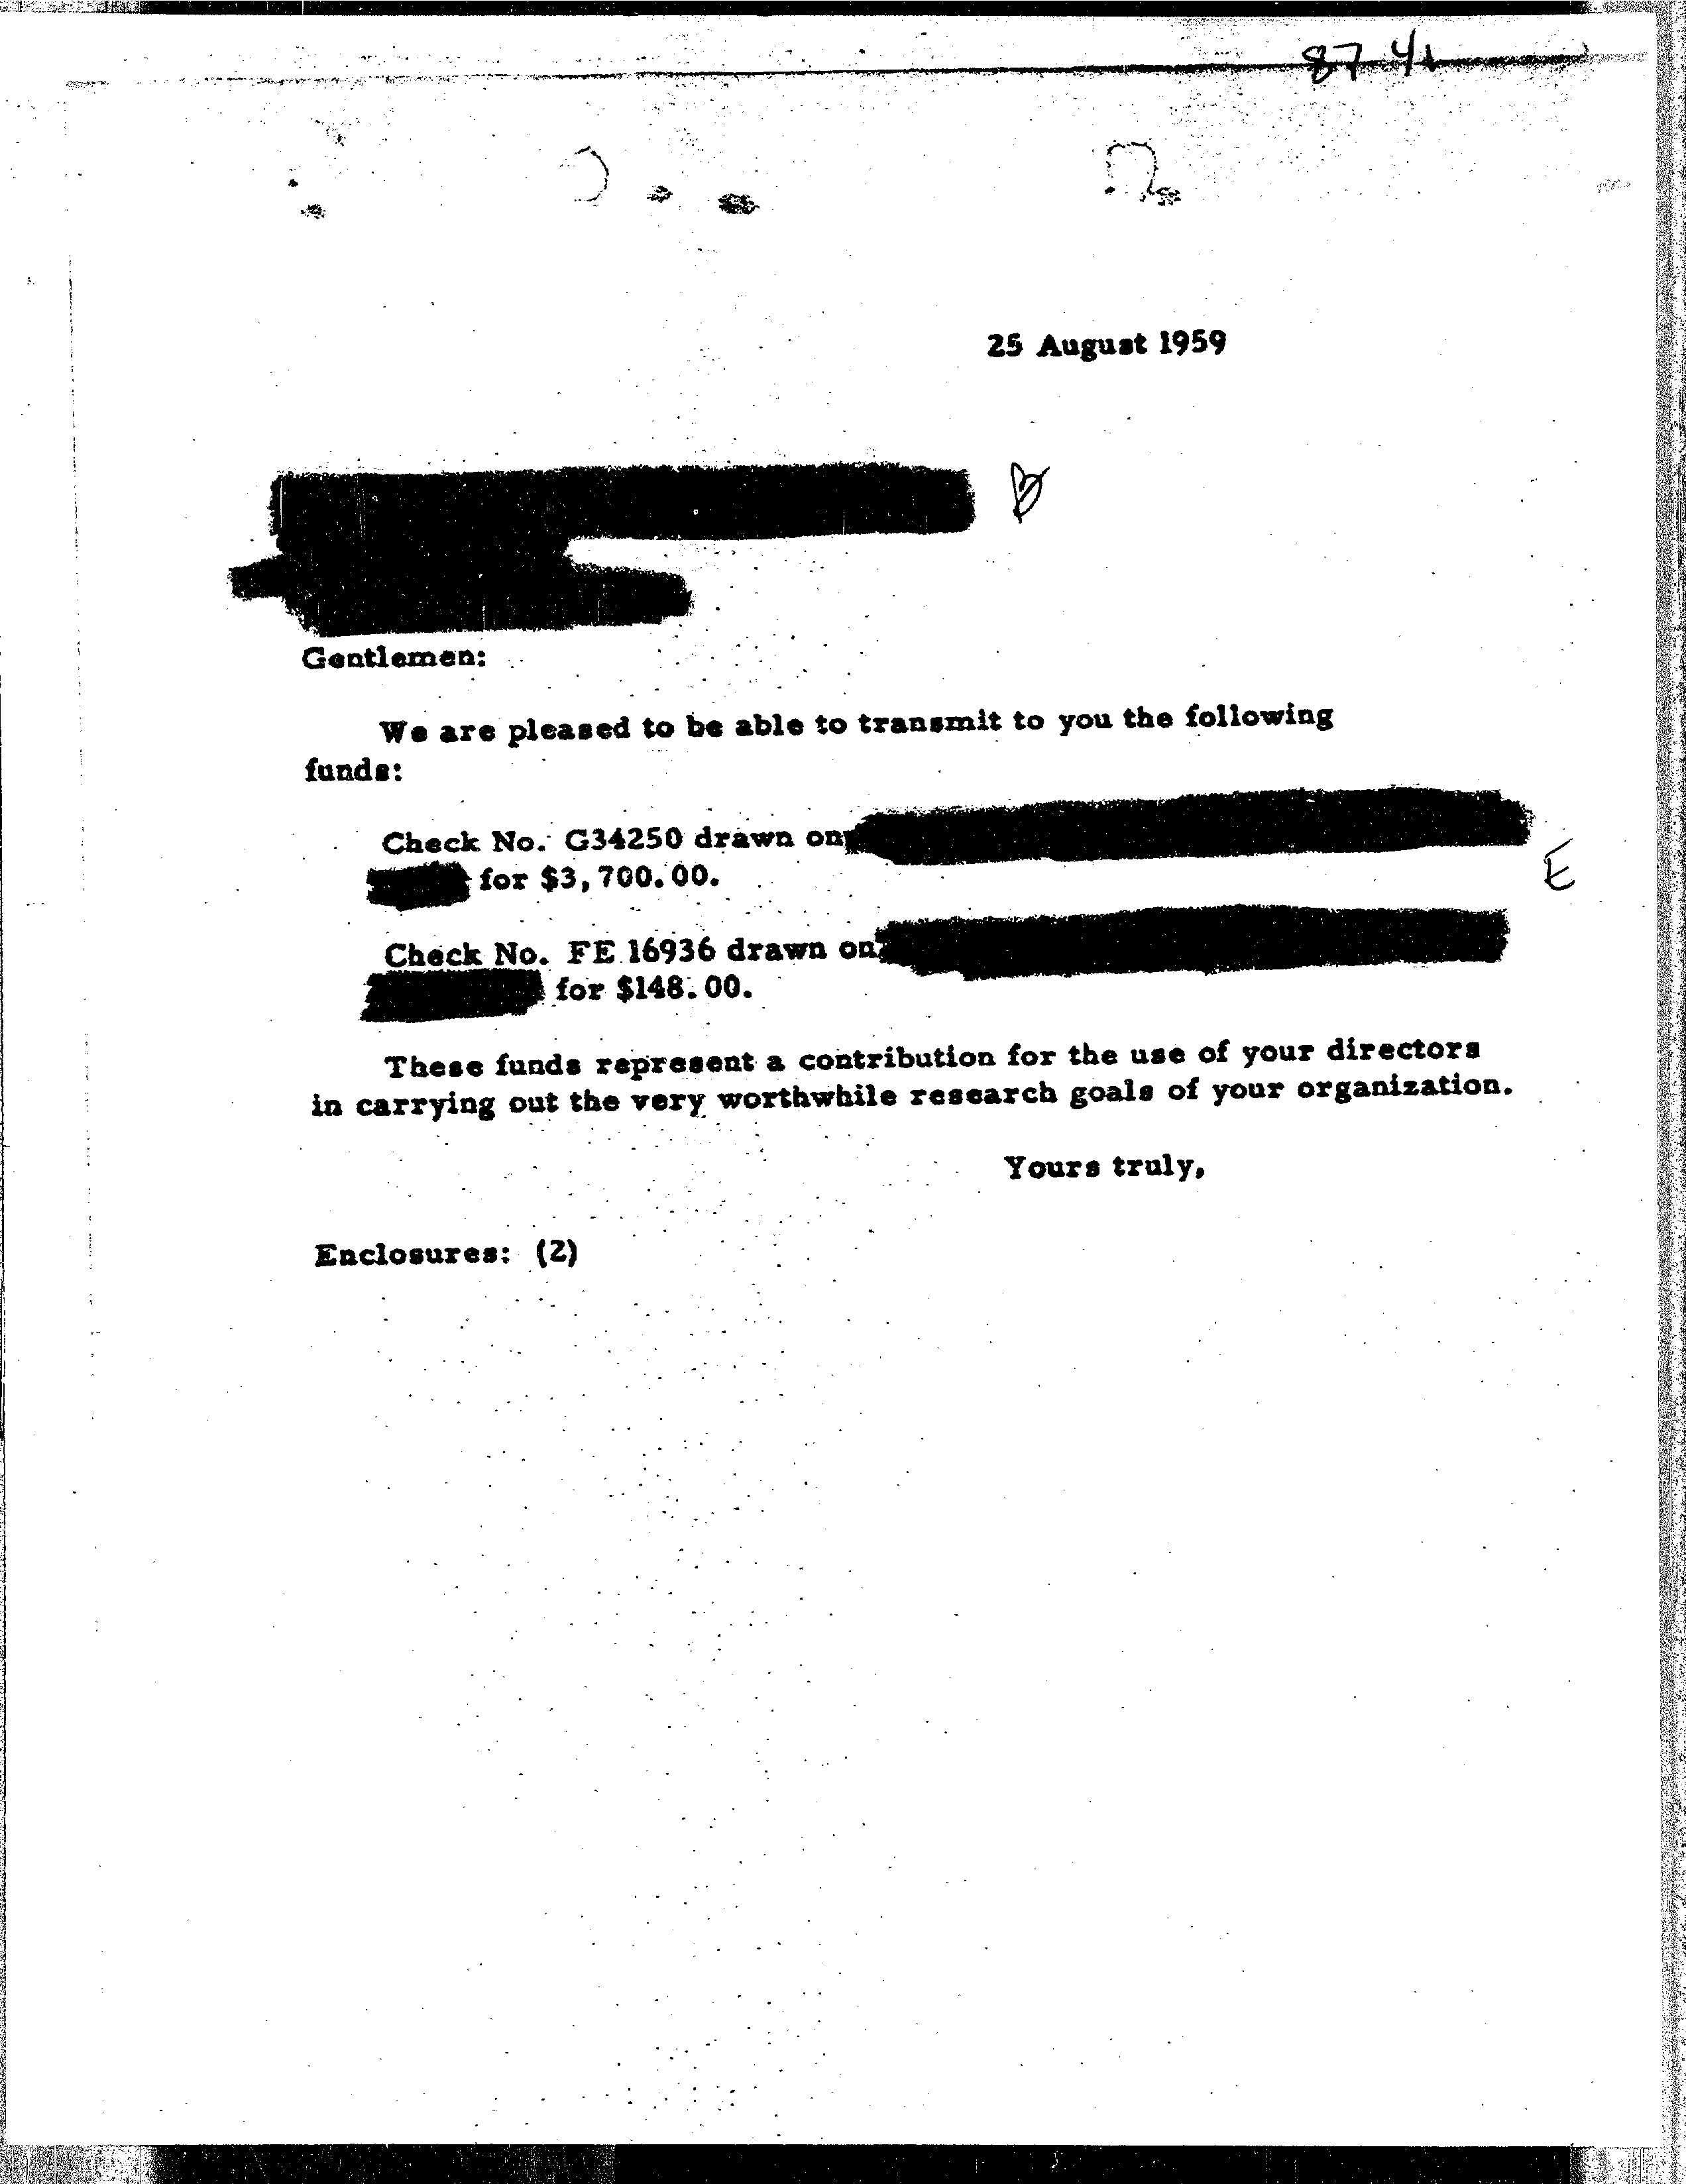 87-41
25 August 1959
B
Gentlemen:
We are pleased to be able to transmit to you the following
funds:
Check No. G34250 drawn on
for $3,700.00.
E
Check No. FE 16936 drawn on
for $148.00.
These funds represent a contribution for the use of your directors
in carrying out the very worthwhile research goals of your organization.
Yours truly,
Enclosures: (2)